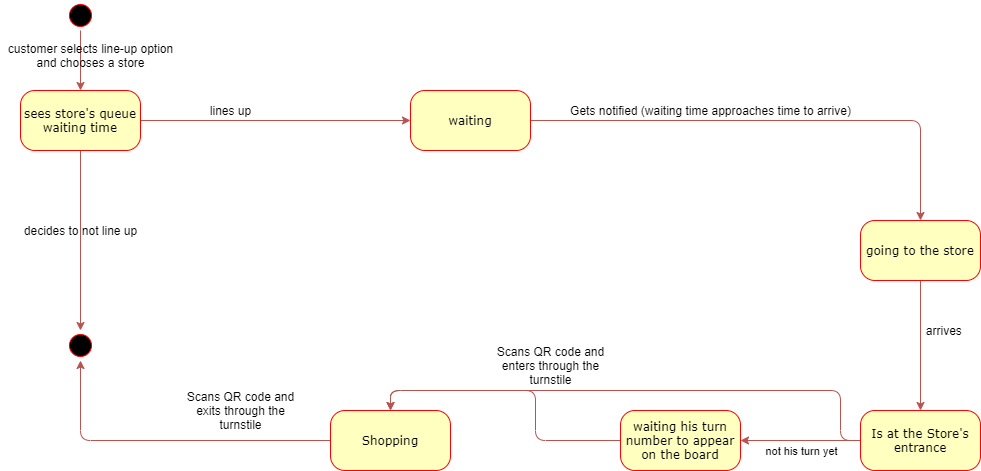 customer selects line-up option
and chooses a store
sees store's queue
waiting time
lines up
waiting
Gets notified (waiting time approaches time to arrive)
decides to not line up
going to the store
arrives
Scans QR code and
enters through the
turnstile
Scans QR code and
exits through the
turnstile
Shopping
waiting his turn
number to appear
on the board
not his turn yet
Is at the Store's
entrance